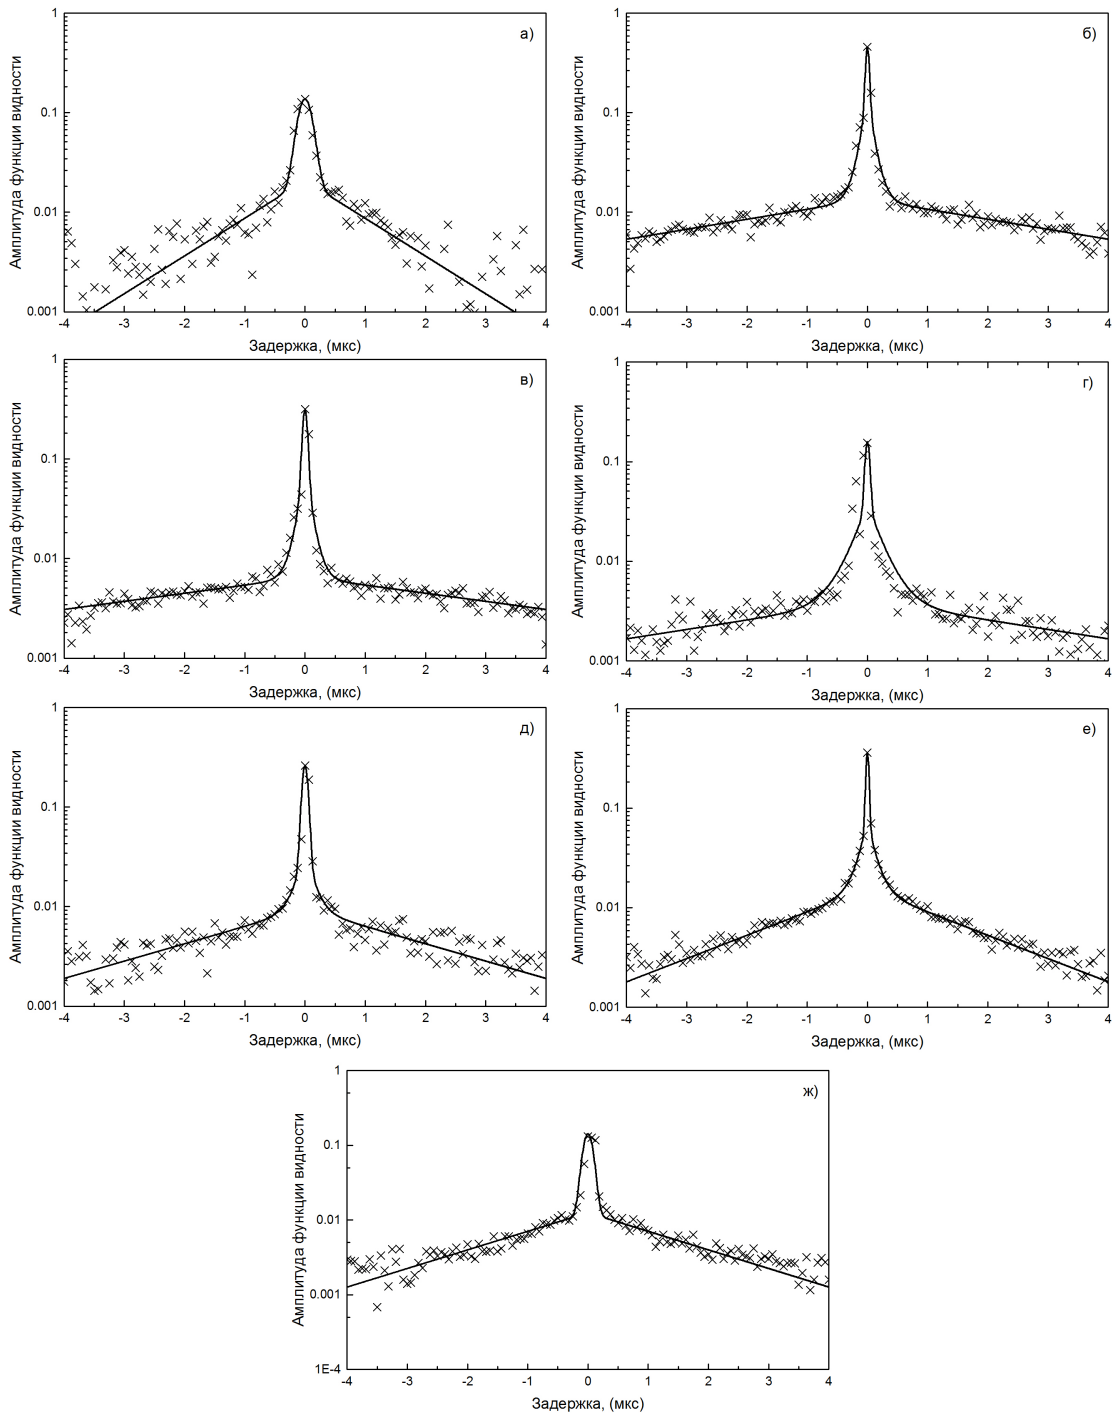 а)
Амплитуда функции видности
1
0.1
0.01
0.001
-4 -3 -2 -1 0 1 2 3 4
Задержка, (мкс)
б)
Амплитуда функции видности
1
0.1
0.01
0.001
-4 -3 -2 -1 0 1 2 3 4
Задержка, (мкс)
в)
Амплитуда функции видности
1
0.1
0.01
0.001
-4 -3 -2 -1 0 1 2 3 4
Задержка, (мкс)
г)
Амплитуда функции видности
1
0.1
0.01
0.001
-4 -3 -2 -1 0 1 2 3 4
Задержка, (мкс)
д)
Амплитуда функции видности
1
0.1
0.01
0.001
-4 -3 -2 -1 0 1 2 3 4
Задержка, (мкс)
е)
Амплитуда функции видности
1
0.1
0.01
0.001
-4 -3 -2 -1 0 1 2 3 4
Задержка, (мкс)
ж)
Амплитуда функции видности
1
0.1
0.01
0.001
1E-4
-4 -3 -2 -1 0 1 2 3 4
Задержка, (мкс)